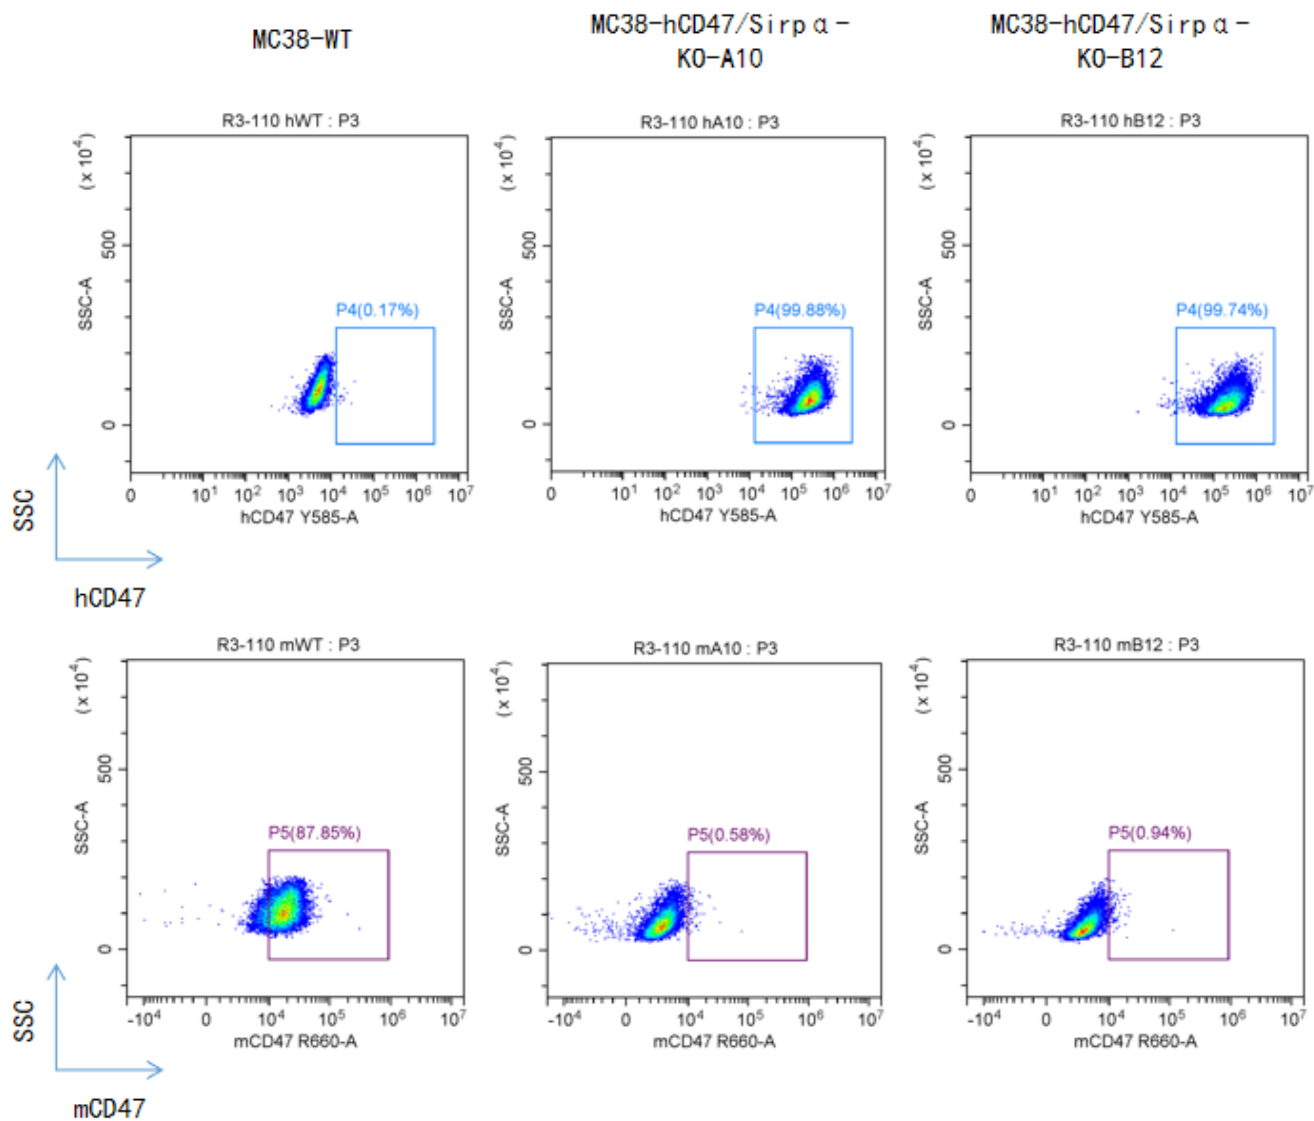 MC38-WT
MC38-hCD47/Sirpα-
KO-A10
MC38-hCD47/Sirpα-
KO-B12
R3-110 hWT : P3
(x 10⁴)
SSC-A
500
0
P4(0.17%)
0 10¹ 10² 10³ 10⁴ 10⁵ 10⁶ 10⁷
hCD47 Y585-A
R3-110 hA10 : P3
(x 10⁴)
SSC-A
500
0
P4(99.88%)
0 10¹ 10² 10³ 10⁴ 10⁵ 10⁶ 10⁷
hCD47 Y585-A
R3-110 hB12 : P3
(x 10⁴)
SSC-A
500
0
P4(99.74%)
0 10¹ 10² 10³ 10⁴ 10⁵ 10⁶ 10⁷
hCD47 Y585-A
SSC
hCD47
R3-110 mWT : P3
(x 10⁴)
SSC-A
500
0
P5(87.85%)
-10⁴ 0 10⁴ 10⁵ 10⁶ 10⁷
mCD47 R660-A
R3-110 mA10 : P3
(x 10⁴)
SSC-A
500
0
P5(0.58%)
-10⁴ 0 10⁴ 10⁵ 10⁶ 10⁷
mCD47 R660-A
R3-110 mB12 : P3
(x 10⁴)
SSC-A
500
0
P5(0.94%)
-10⁴ 0 10⁴ 10⁵ 10⁶ 10⁷
mCD47 R660-A
SSC
mCD47